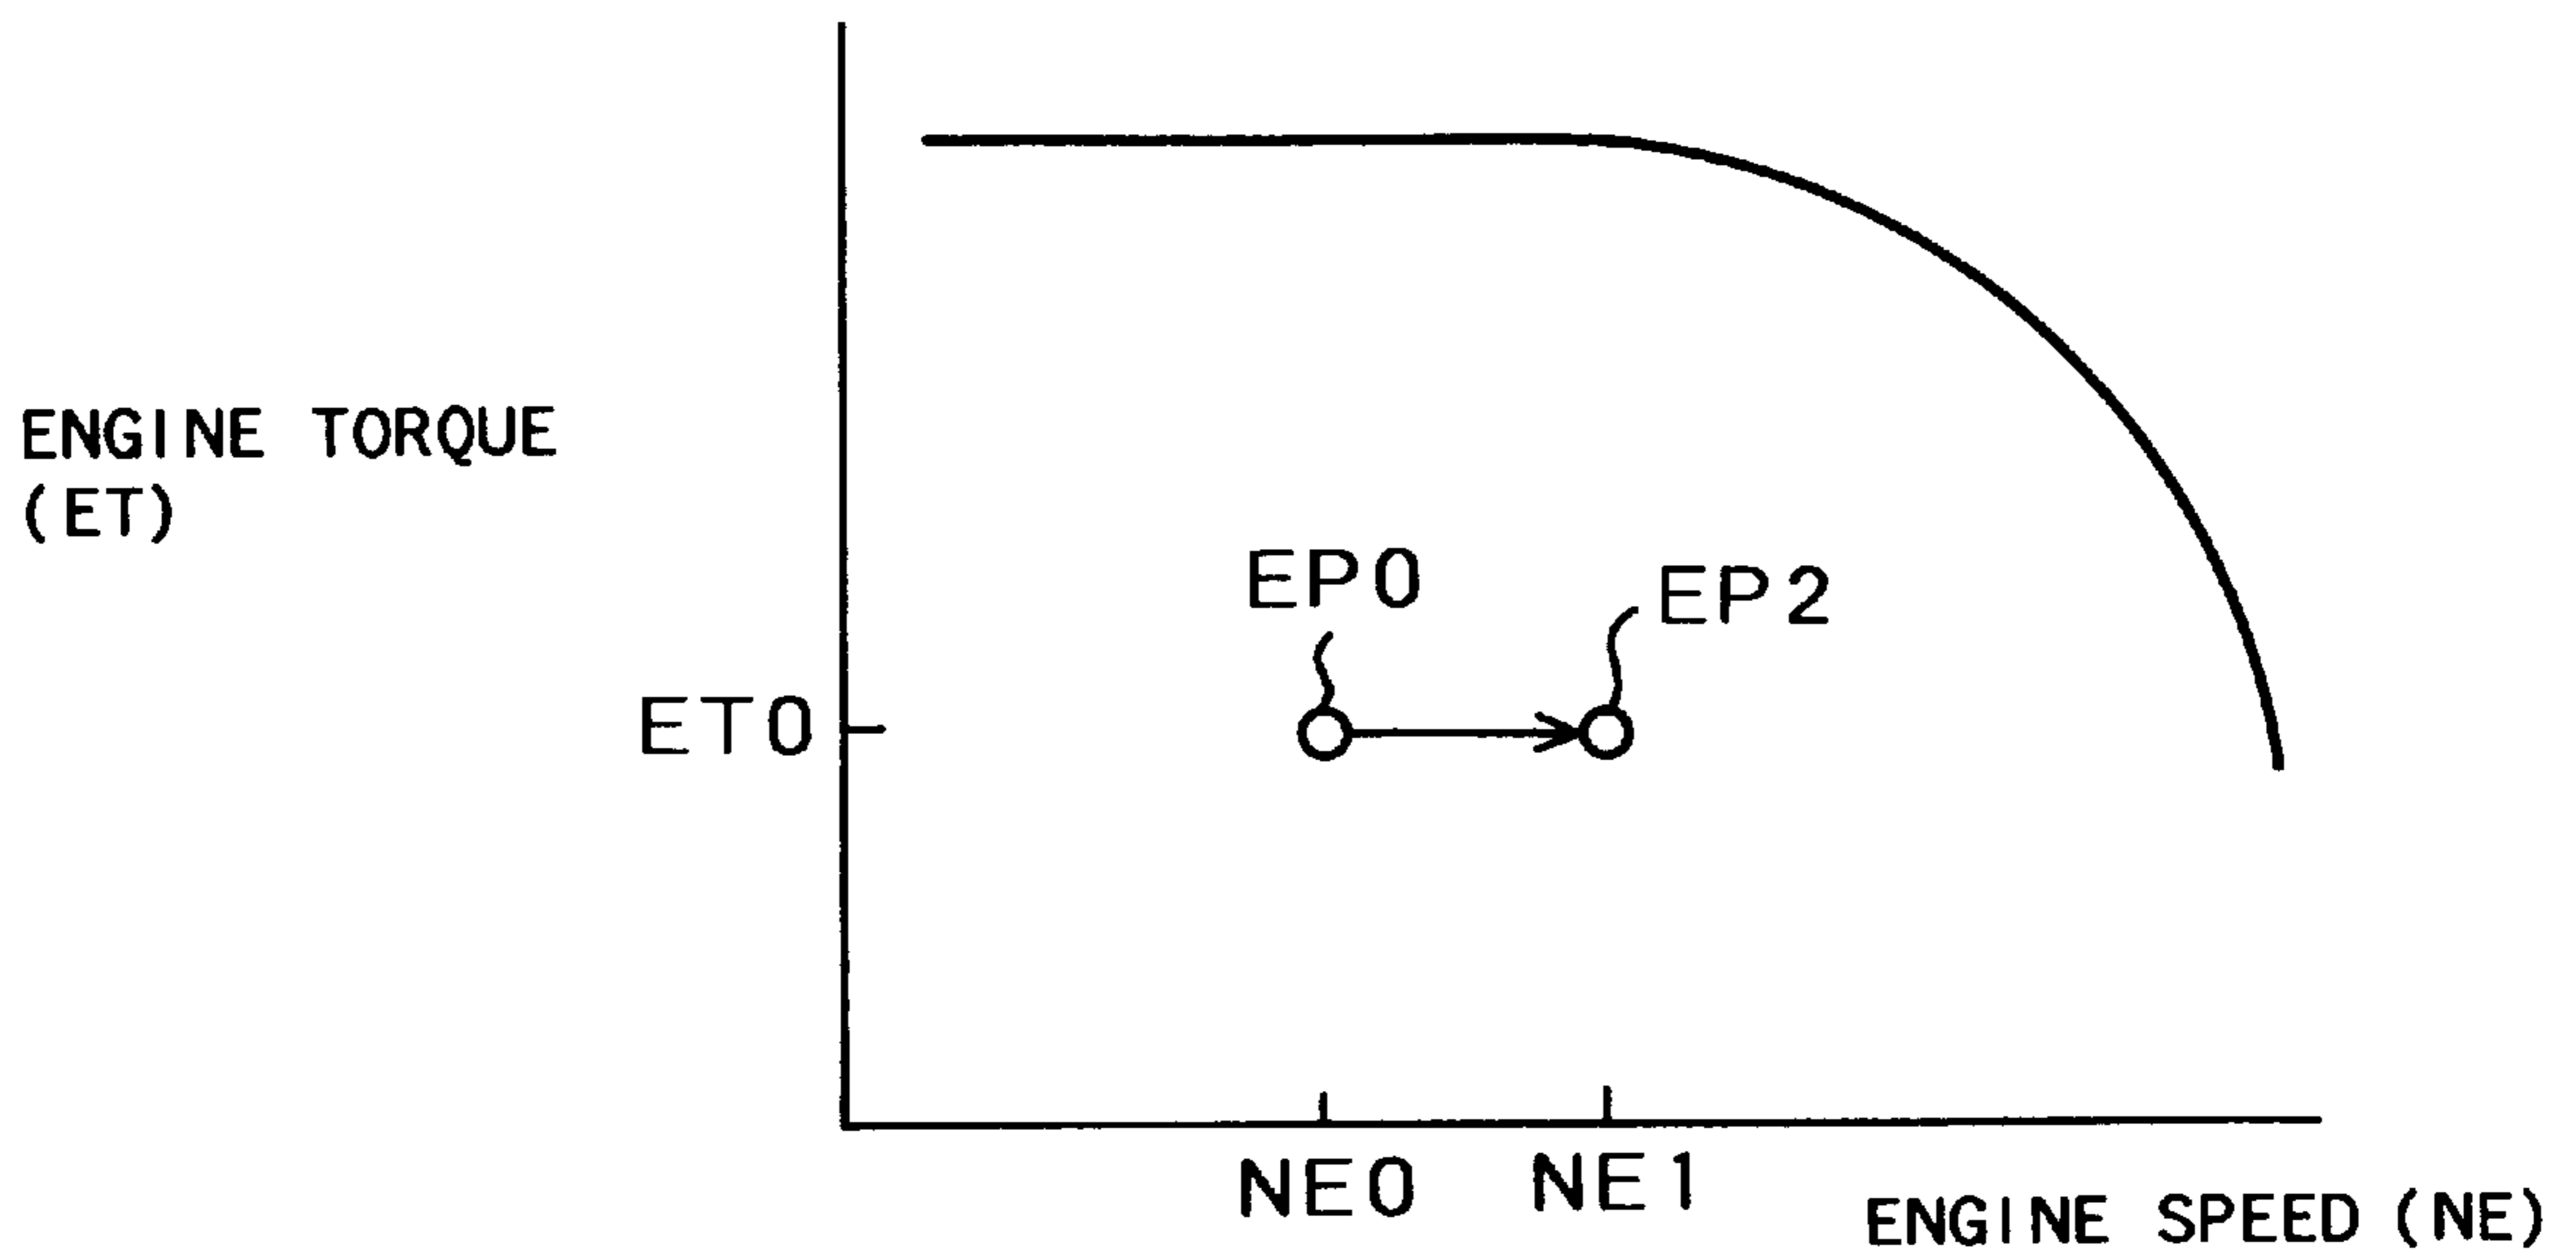 ENGINE TORQUE
(ET)
EP0
EP2
ET0
NE0
NE1
ENGINE SPEED (NE)